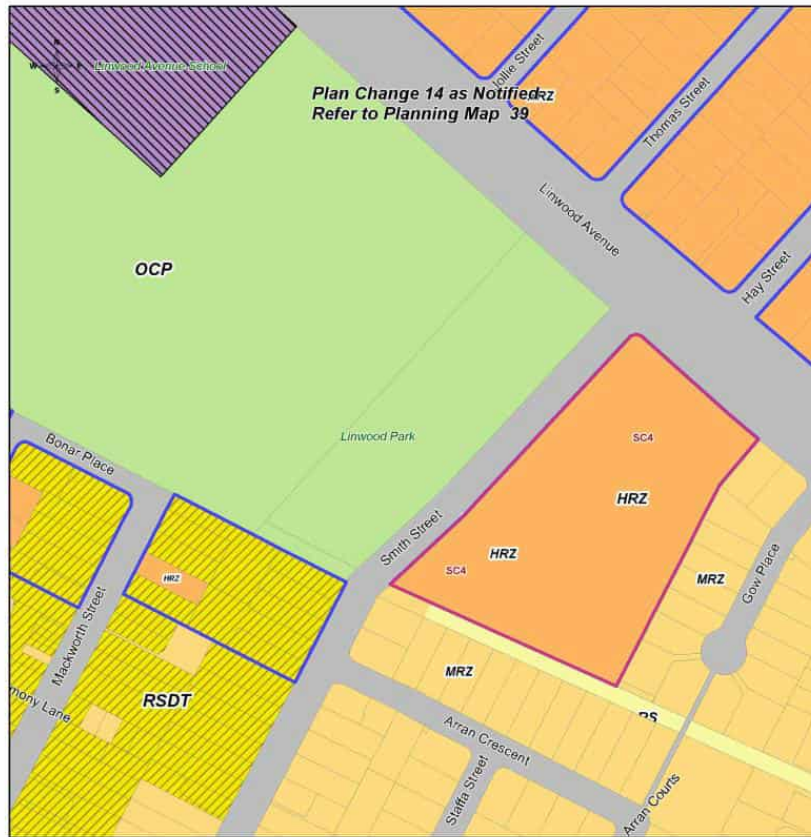 N
W
E
S
Linwood Avenue School
Plan Change 14 as Notified
Refer to Planning Map 39
Jollie Street
HRZ
Thomas Street
Linwood Avenue
Hay Street
OCP
Linwood Park
Bonar Place
SC4
HRZ
Smith Street
HRZ
SC4
HRZ
MRZ
Gow Place
Mackworth Street
MRZ
RSDT
RS
Arran Crescent
Staffa Street
Arran Courts